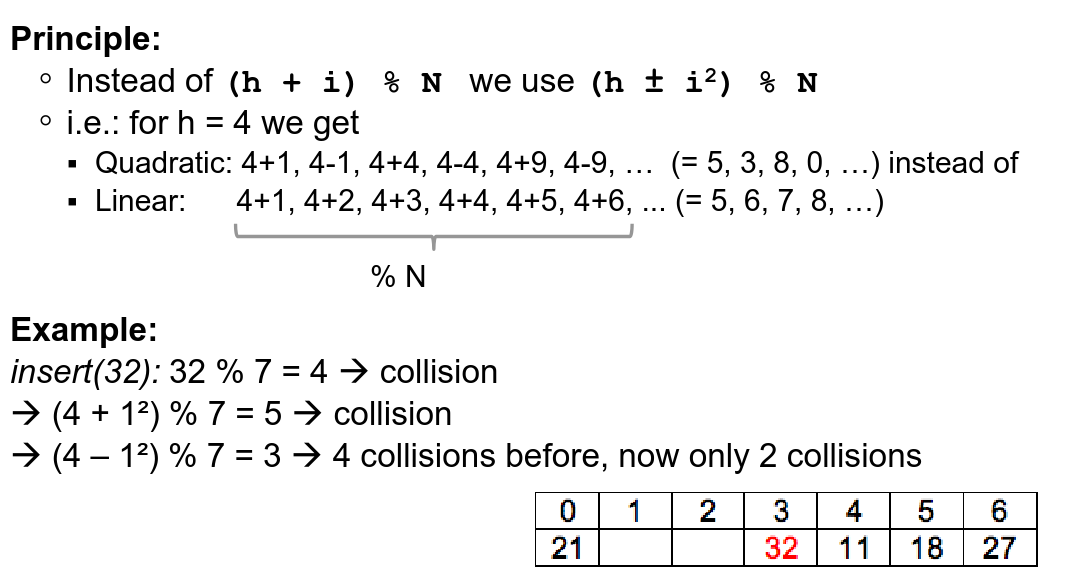 Principle:
◦ Instead of (h + i) % N we use (h ± i²) % N
◦ i.e.: for h = 4 we get
▪ Quadratic: 4+1, 4-1, 4+4, 4-4, 4+9, 4-9, … (= 5, 3, 8, 0, …) instead of
▪ Linear: 4+1, 4+2, 4+3, 4+4, 4+5, 4+6, ... (= 5, 6, 7, 8, …)
% N
Example:
insert(32): 32 % 7 = 4 → collision
→ (4 + 1²) % 7 = 5 → collision
→ (4 – 1²) % 7 = 3 → 4 collisions before, now only 2 collisions
0 1 2 3 4 5 6
21 32 11 18 27